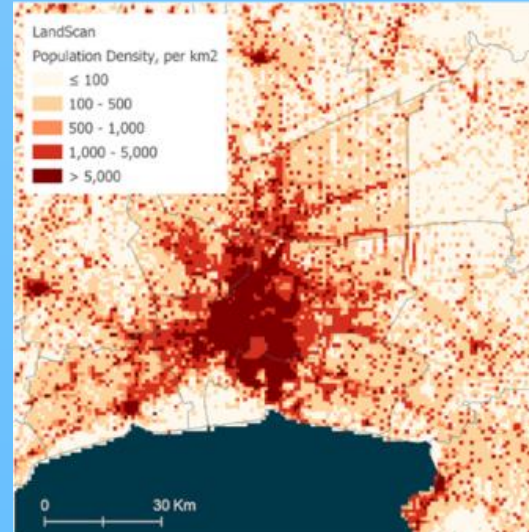 LandScan
Population Density, per km2
≤ 100
100 - 500
500 - 1,000
1,000 - 5,000
> 5,000
0 30 Km